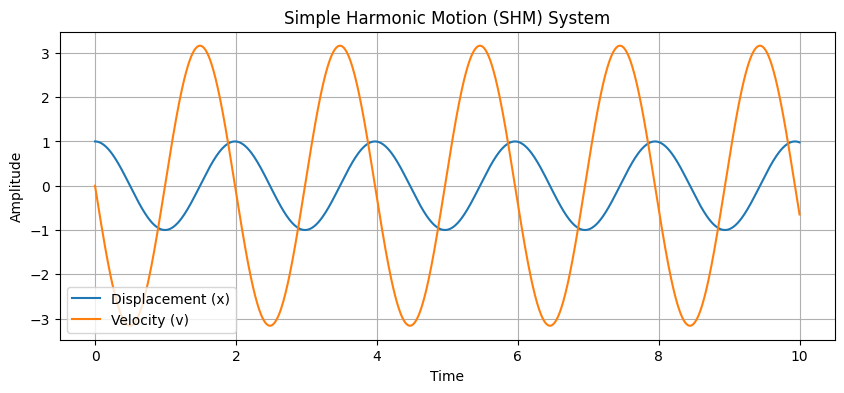 Simple Harmonic Motion (SHM) System
3
2
1
0
−1
−2
−3
Amplitude
Displacement (x)
Velocity (v)
0
2
4
6
8
10
Time